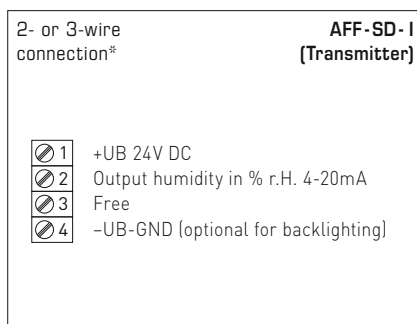 2- or 3-wire
connection*
AFF-SD-I
(Transmitter)
1 +UB 24V DC
2 Output humidity in % r.H. 4-20mA
3 Free
4 –UB-GND (optional for backlighting)